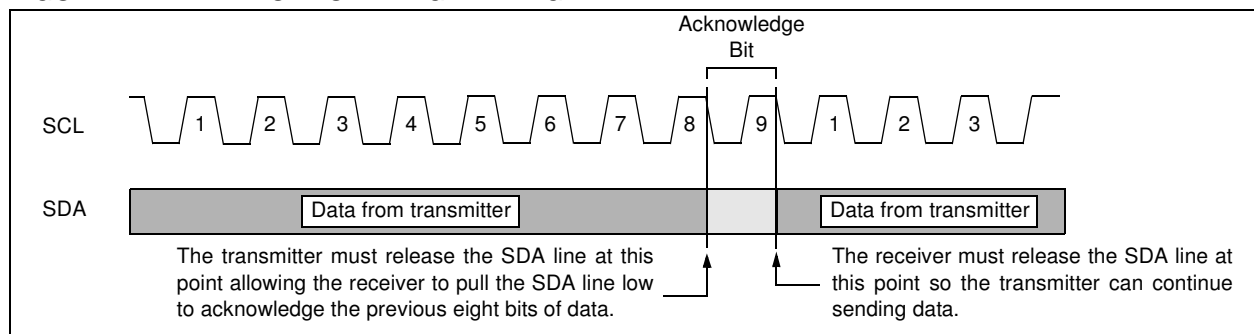 Acknowledge
Bit
SCL
1 2 3 4 5 6 7 8 9 1 2 3
SDA
Data from transmitter
Data from transmitter
The transmitter must release the SDA line at this
point allowing the receiver to pull the SDA line low
to acknowledge the previous eight bits of data.
The receiver must release the SDA line at
this point so the transmitter can continue
sending data.